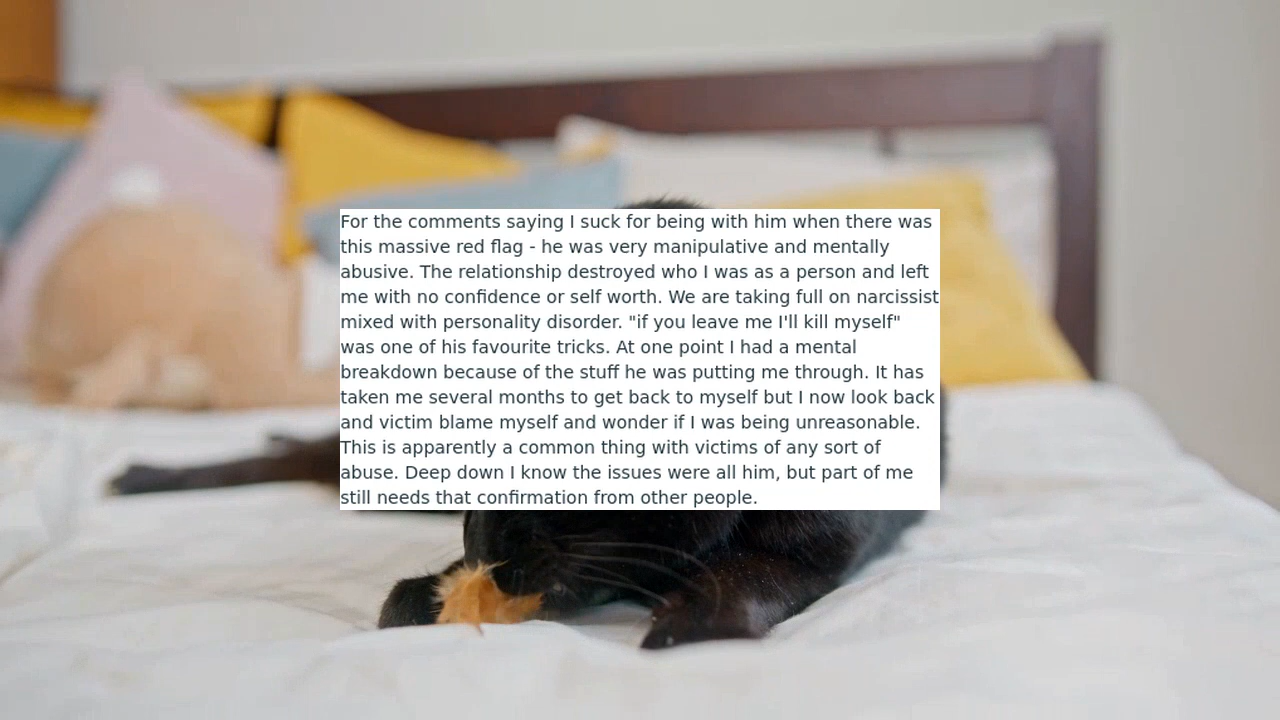 For the comments saying I suck for being with him when there was
this massive red flag - he was very manipulative and mentally
abusive. The relationship destroyed who I was as a person and left
me with no confidence or self worth. We are taking full on narcissist
mixed with personality disorder. "if you leave me I'll kill myself"
was one of his favourite tricks. At one point I had a mental
breakdown because of the stuff he was putting me through. It has
taken me several months to get back to myself but I now look back
and victim blame myself and wonder if I was being unreasonable.
This is apparently a common thing with victims of any sort of
abuse. Deep down I know the issues were all him, but part of me
still needs that confirmation from other people.